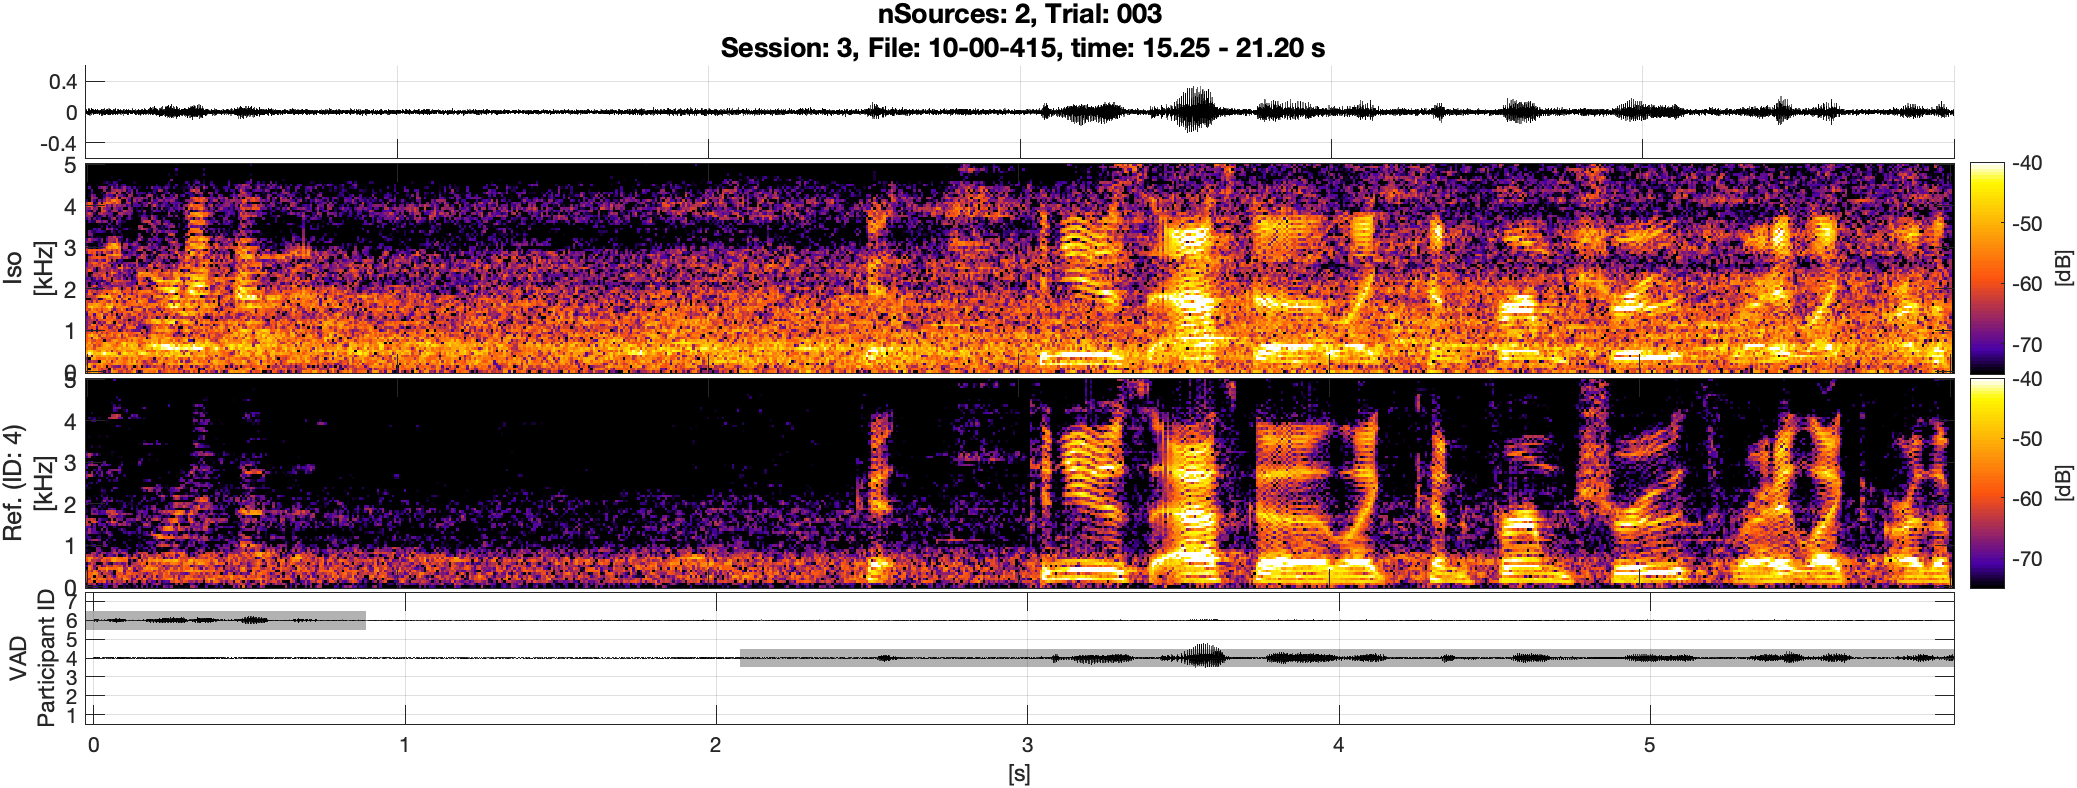 nSources: 2, Trial: 003
Session: 3, File: 10-00-415, time: 15.25 - 21.20 s
0.4
0
-0.4
5
4
3
2
1
0
Iso
[kHz]
-40
-50
-60
-70
[dB]
5
4
3
2
1
0
Ref. (ID: 4)
[kHz]
-40
-50
-60
-70
[dB]
7
6
5
4
3
2
1
VAD
Participant ID
0 1 2 3 4 5
[s]